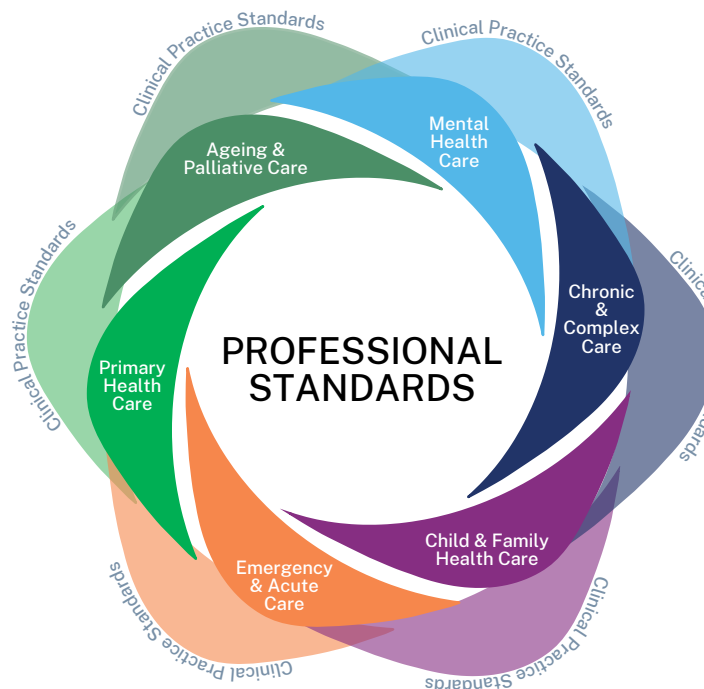 Clinical Practice Standards
Clinical Practice Standards
Ageing &
Palliative Care
Mental
Health
Care
Clinical Practice Standards
Clinical
Chronic
&
Complex
Care
PROFESSIONAL
STANDARDS
Primary
Health
Care
Child & Family
Health Care
Emergency
& Acute
Care
Clinical Practice Standards
Clinical Practice Standards